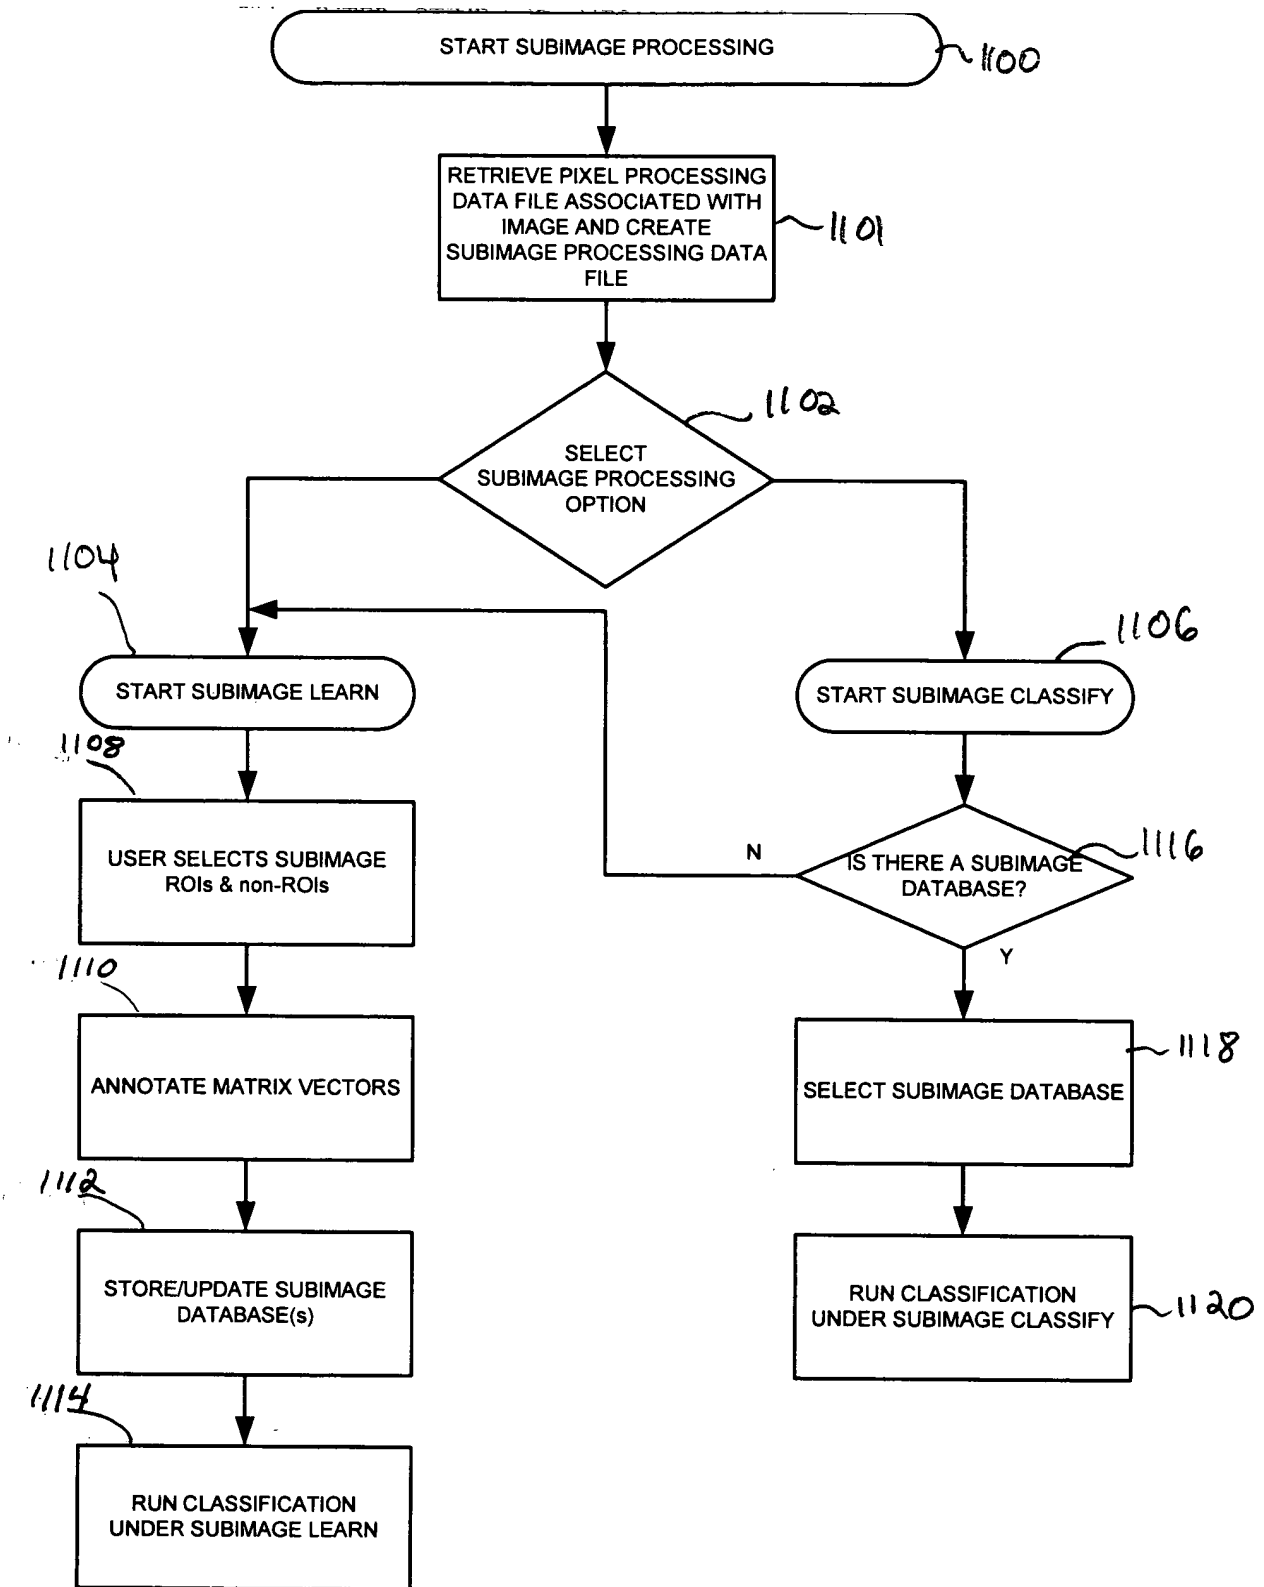 START SUBIMAGE PROCESSING
1100
RETRIEVE PIXEL PROCESSING
DATA FILE ASSOCIATED WITH
IMAGE AND CREATE
SUBIMAGE PROCESSING DATA
FILE
1101
1102
SELECT
SUBIMAGE PROCESSING
OPTION
1104
START SUBIMAGE LEARN
1106
START SUBIMAGE CLASSIFY
1108
USER SELECTS SUBIMAGE
ROIs & non-ROIs
N
IS THERE A SUBIMAGE
DATABASE?
1116
Y
1110
ANNOTATE MATRIX VECTORS
SELECT SUBIMAGE DATABASE
1118
1112
STORE/UPDATE SUBIMAGE
DATABASE(s)
RUN CLASSIFICATION
UNDER SUBIMAGE CLASSIFY
1120
1114
RUN CLASSIFICATION
UNDER SUBIMAGE LEARN